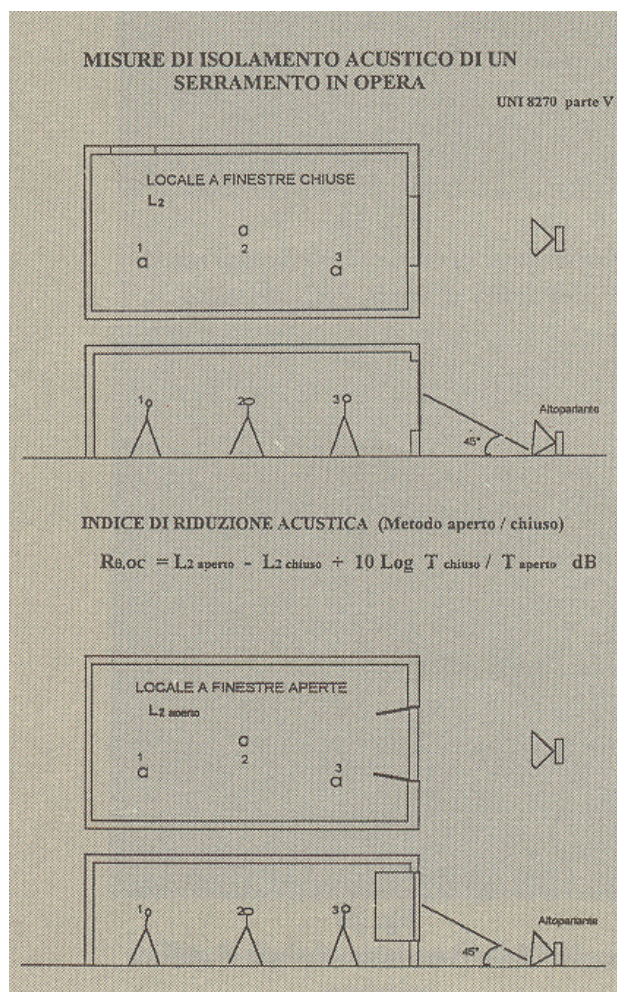 MISURE DI ISOLAMENTO ACUSTICO DI UN
SERRAMENTO IN OPERA
UNI 8270 parte V
LOCALE A FINESTRE CHIUSE
L2
1
2
3
1
2
3
Altoparlante
45°
INDICE DI RIDUZIONE ACUSTICA (Metodo aperto / chiuso)
Rθ,OC = L2 aperto - L2 chiuso + 10 Log T chiuso / T aperto dB
LOCALE A FINESTRE APERTE
L2 aperto
1
2
3
1
2
3
Altoparlante
45°